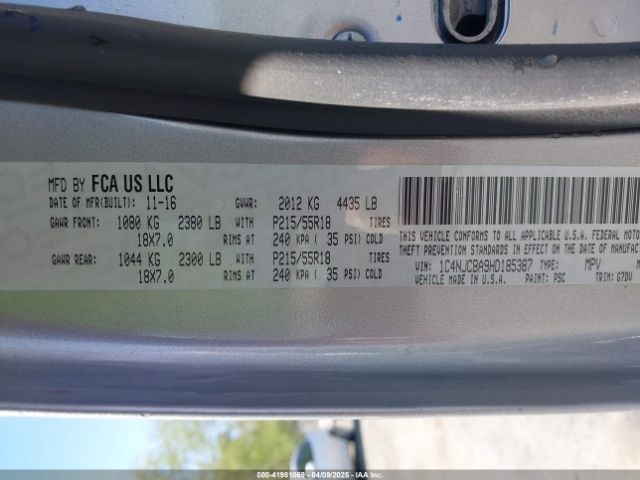 MFD BY FCA US LLC
DATE OF MFR(BUILT): 11-16 GVWR: 2012 KG 4435 LB
GAWR FRONT: 1080 KG 2380 LB WITH P215/55R18 TIRES
18X7.0 RIMS AT 240 KPA ( 35 PSI) COLD
GAWR REAR: 1044 KG 2300 LB WITH P215/55R18 TIRES
18X7.0 RIMS AT 240 KPA ( 35 PSI) COLD
THIS VEHICLE CONFORMS TO ALL APPLICABLE U.S.A. FEDERAL MOTO
THEFT PREVENTION STANDARDS IN EFFECT ON THE DATE OF MANUFAC
VIN: 1C4NJCBA9HD185387 TYPE: MPV
VEHICLE MADE IN U.S.A. PAINT: PSC TRIM: G7DV
000-41981069 - 04/09/2025 - IAA Inc.